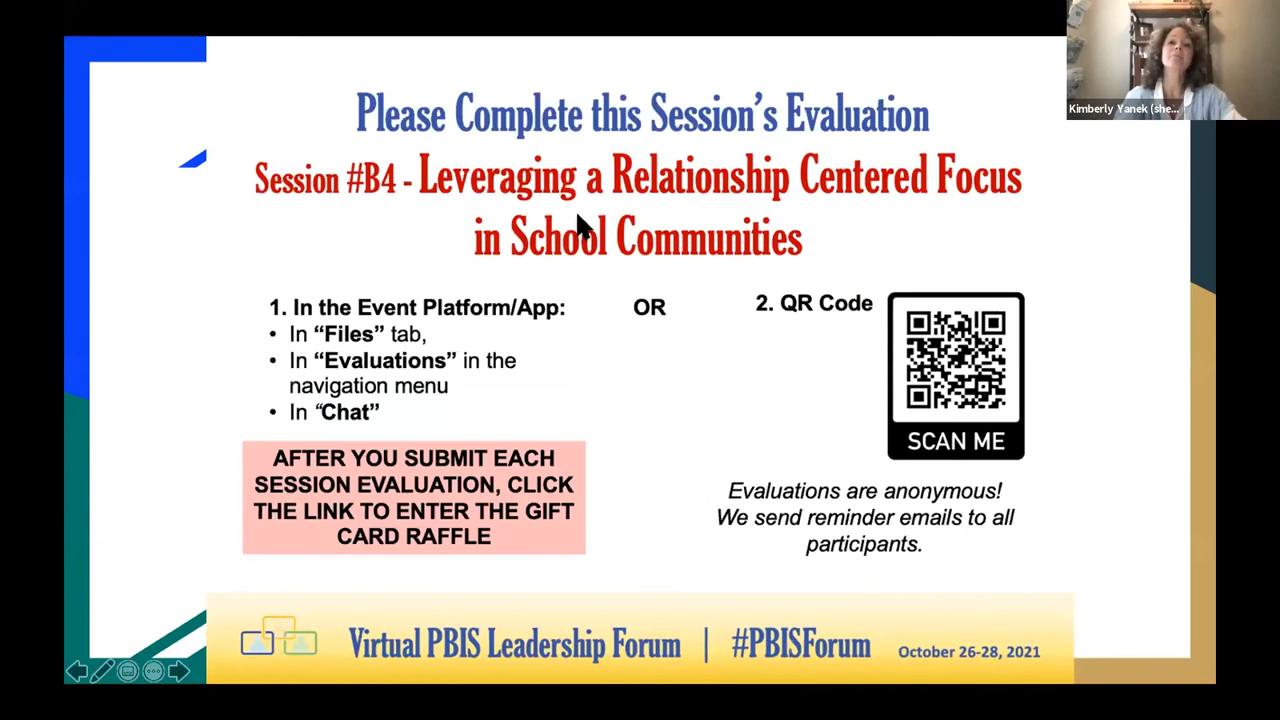 Kimberly Yanek (she...
Please Complete this Session's Evaluation
Session #B4 - Leveraging a Relationship Centered Focus
in School Communities
1. In the Event Platform/App:
• In “Files” tab,
• In “Evaluations” in the
navigation menu
• In “Chat”
OR
2. QR Code
SCAN ME
AFTER YOU SUBMIT EACH
SESSION EVALUATION, CLICK
THE LINK TO ENTER THE GIFT
CARD RAFFLE
Evaluations are anonymous!
We send reminder emails to all
participants.
Virtual PBIS Leadership Forum | #PBISForum October 26-28, 2021